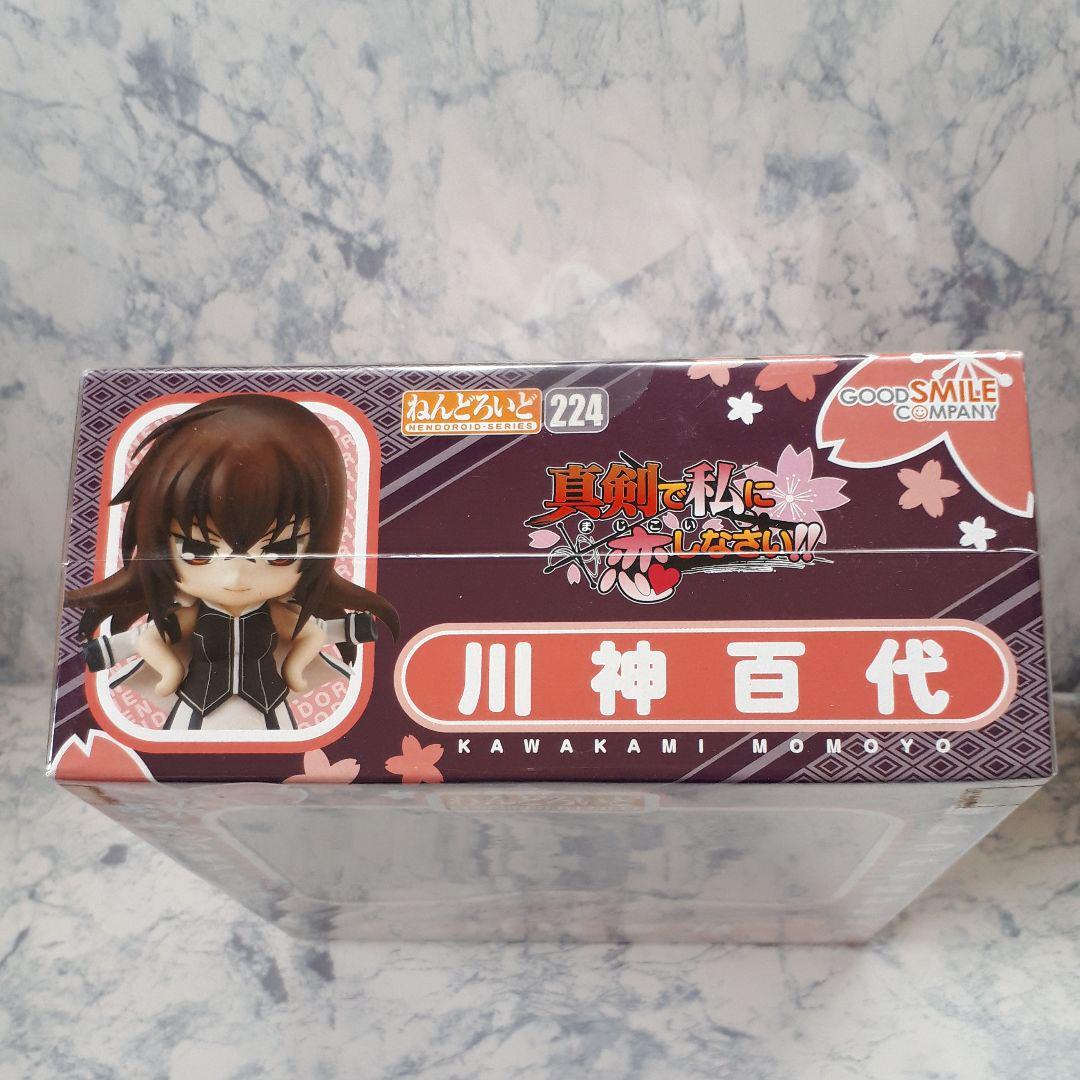 ねんどろいど 224
NENDOROID·SERIES
GOODSMILE
COMPANY
真剣で私に
まじこい
恋しなさい!!
川神百代
KAWAKAMI MOMOYO